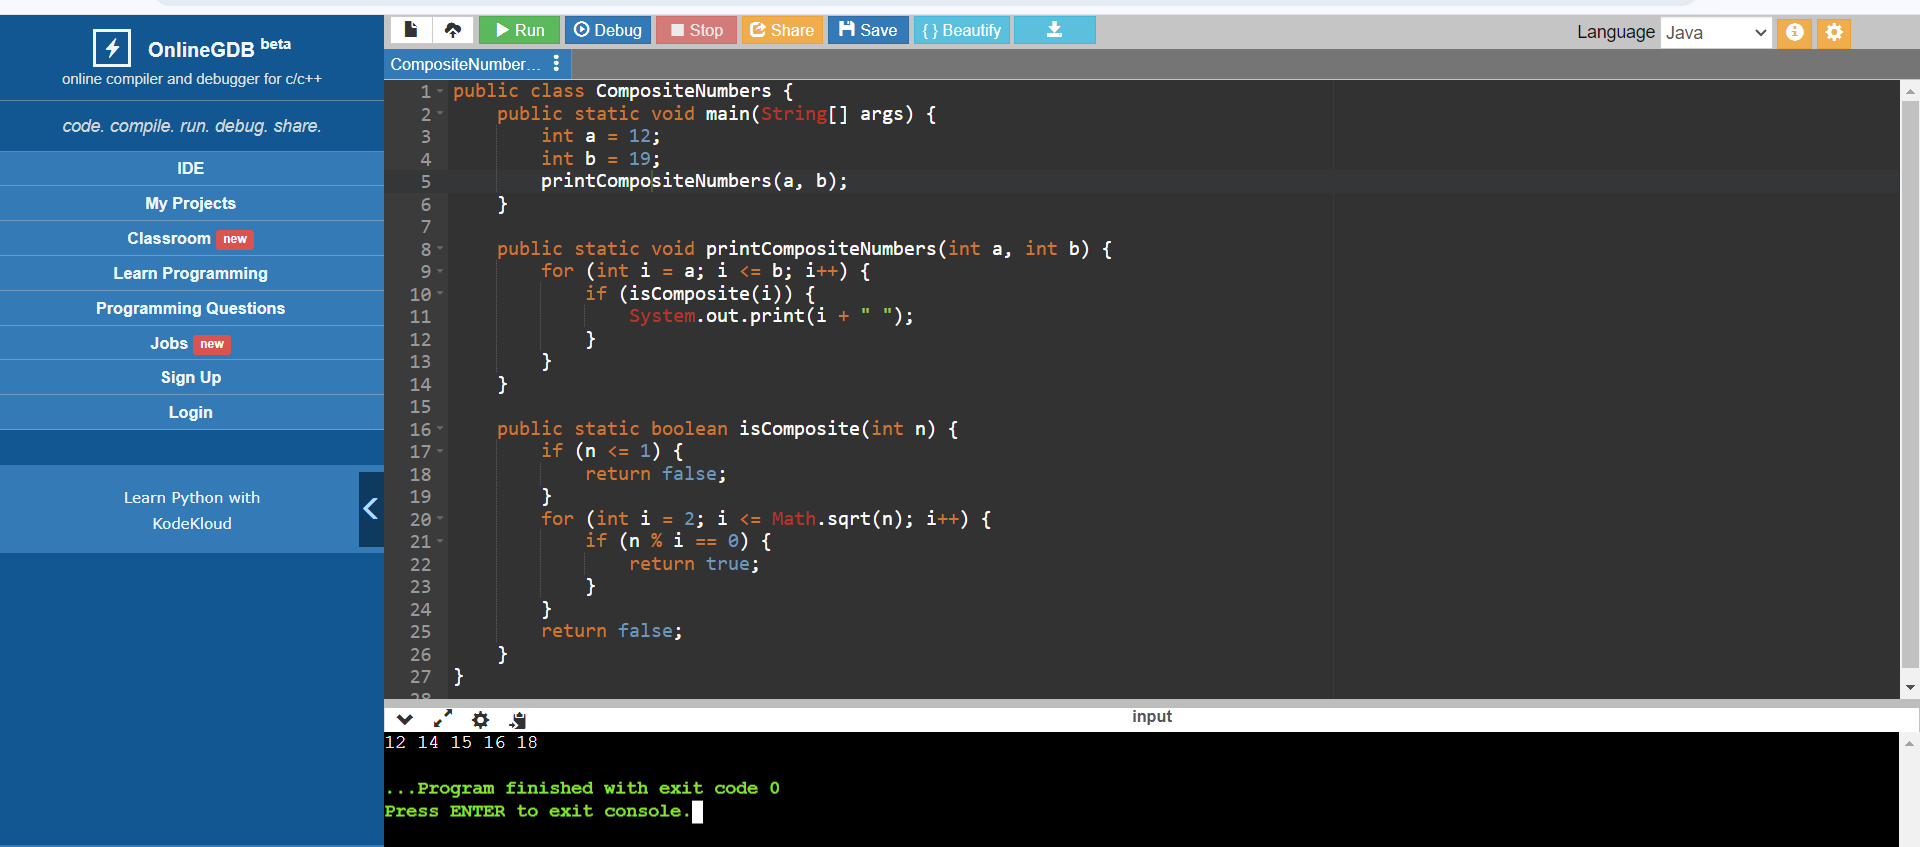 OnlineGDB beta
online compiler and debugger for c/c++
code. compile. run. debug. share.
IDE
My Projects
Classroom new
Learn Programming
Programming Questions
Jobs new
Sign Up
Login
Learn Python with
KodeKloud
Run Debug Stop Share Save { } Beautify
Language Java
CompositeNumber...
1 public class CompositeNumbers {
2 public static void main(String[] args) {
3 int a = 12;
4 int b = 19;
5 printCompositeNumbers(a, b);
6 }
7
8 public static void printCompositeNumbers(int a, int b) {
9 for (int i = a; i <= b; i++) {
10 if (isComposite(i)) {
11 System.out.print(i + " ");
12 }
13 }
14 }
15
16 public static boolean isComposite(int n) {
17 if (n <= 1) {
18 return false;
19 }
20 for (int i = 2; i <= Math.sqrt(n); i++) {
21 if (n % i == 0) {
22 return true;
23 }
24 }
25 return false;
26 }
27 }
28
input
12 14 15 16 18
...Program finished with exit code 0
Press ENTER to exit console.